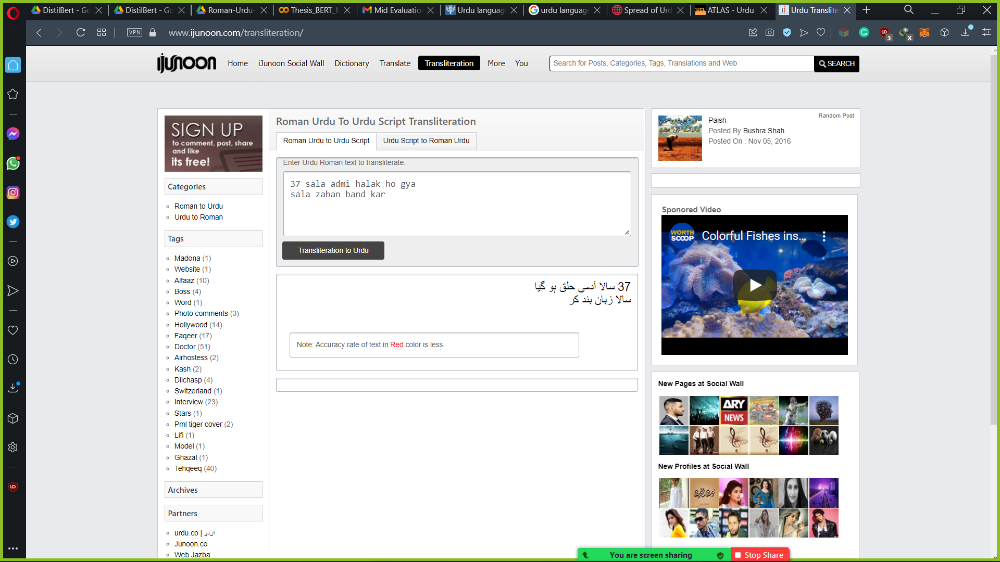 DistilBert - Go
DistilBert - Go
Roman-Urdu-
Thesis_BERT_M
Mid Evaluation
Urdu language
urdu language
Spread of Urd
ATLAS - Urdu
Urdu Translite
VPN
www.ijunoon.com/transliteration/
3
X
ijunoon
Home
iJunoon Social Wall
Dictionary
Translate
Transliteration
More
You
Search for Posts, Categories, Tags, Translations and Web
SEARCH
SIGN UP
to comment, post, share
and like
its free!
Categories
Roman to Urdu
Urdu to Roman
Tags
Madona (1)
Website (1)
Alfaaz (10)
Boss (4)
Word (1)
Photo comments (3)
Hollywood (14)
Faqeer (17)
Doctor (51)
Airhostess (2)
Kash (2)
Dilchasp (4)
Switzerland (1)
Interview (23)
Stars (1)
Pml tiger cover (2)
Lifi (1)
Model (1)
Ghazal (1)
Tehqeeq (40)
Archives
Partners
urdu.co | اردو
Junoon.co
Web Jazba
Roman Urdu To Urdu Script Transliteration
Roman Urdu to Urdu Script
Urdu Script to Roman Urdu
Enter Urdu Roman text to transliterate.
37 sala admi halak ho gya
sala zaban band kar
Transliteration to Urdu
37 سالا آدمی حلق ہو گیا
سالا زبان بند کر
Note: Accuracy rate of text in Red color is less.
Random Post
Paish
Posted By Bushra Shah
Posted On : Nov 05, 2016
Sponored Video
WORTH
SCOOP
Colorful Fishes ins...
New Pages at Social Wall
ARY
NEWS
New Profiles at Social Wall
You are screen sharing
Stop Share